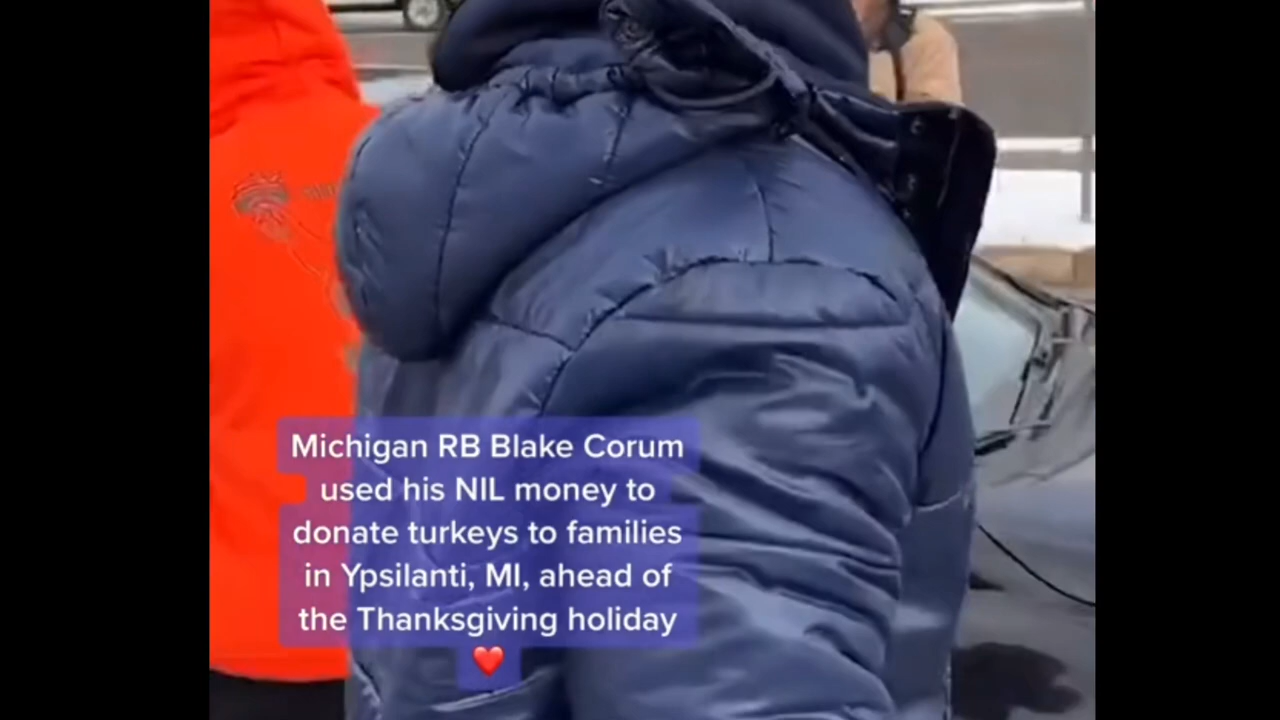 Michigan RB Blake Corum
used his NIL money to
donate turkeys to families
in Ypsilanti, MI, ahead of
the Thanksgiving holiday
❤️